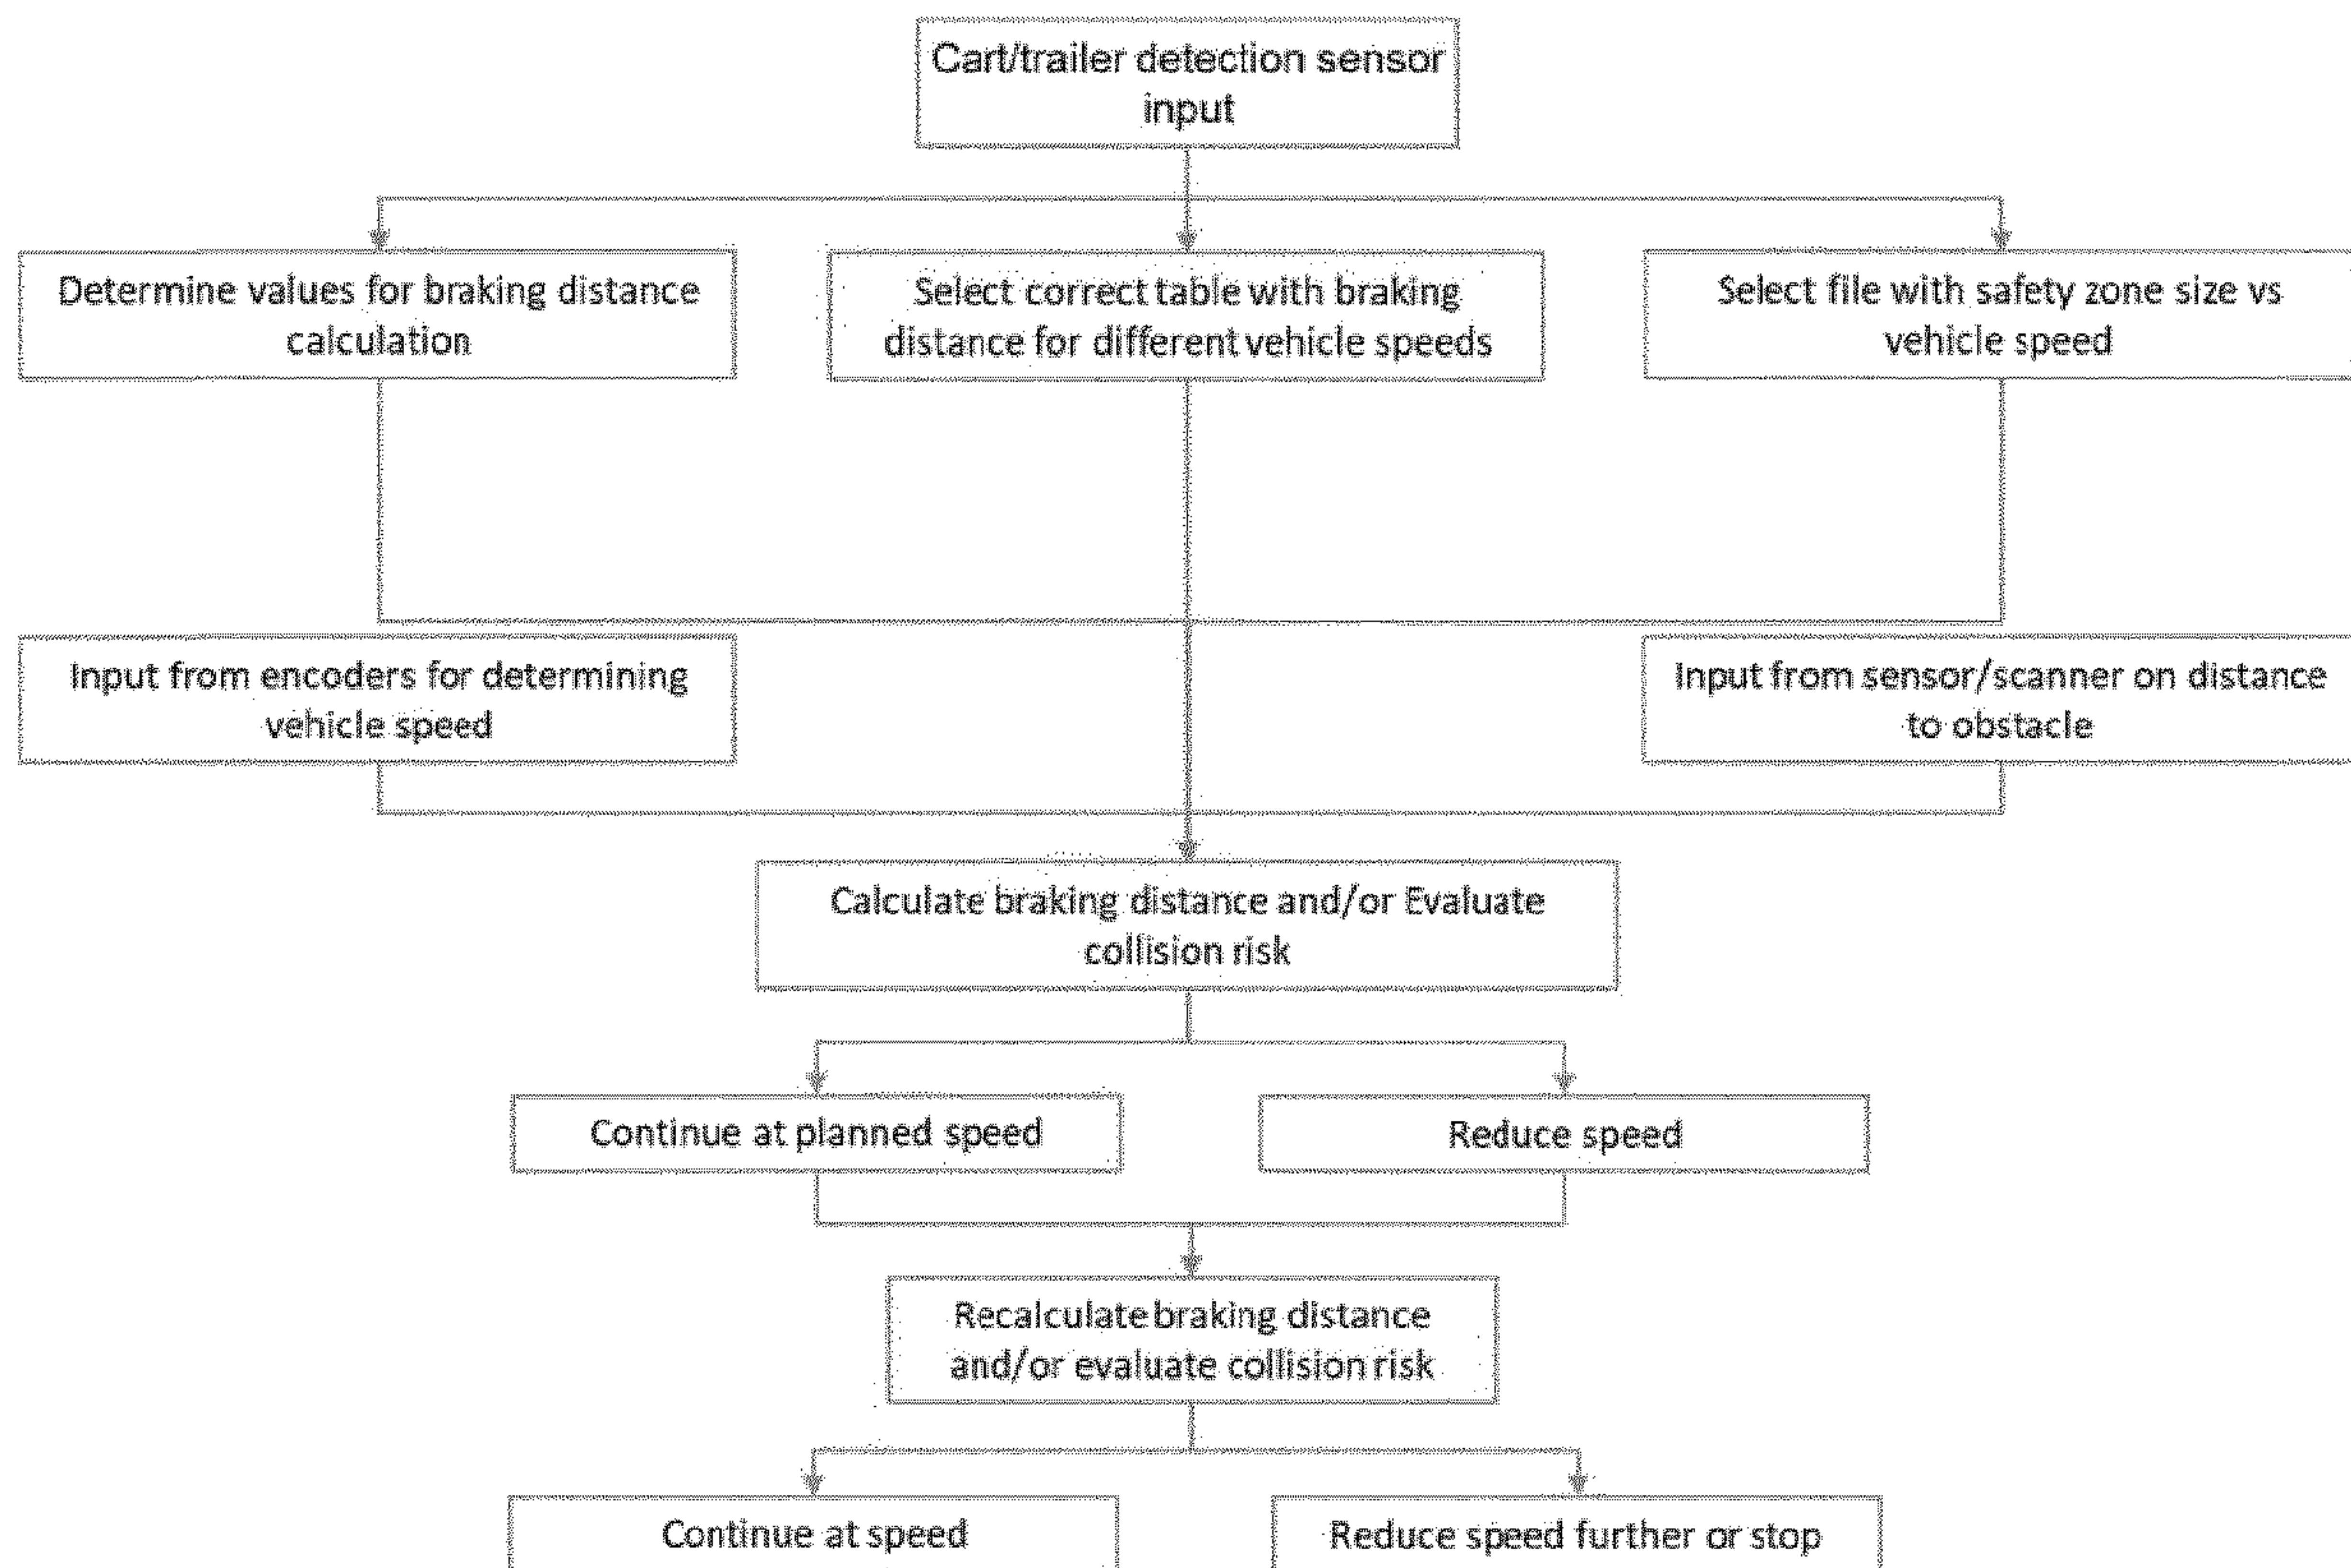 Cart/trailer detection sensor
input
Determine values for braking distance
calculation
Select correct table with braking
distance for different vehicle speeds
Select file with safety zone size vs
vehicle speed
Input from encoders for determining
vehicle speed
Input from sensor/scanner on distance
to obstacle
Calculate braking distance and/or Evaluate
collision risk
Continue at planned speed
Reduce speed
Recalculate braking distance
and/or evaluate collision risk
Continue at speed
Reduce speed further or stop